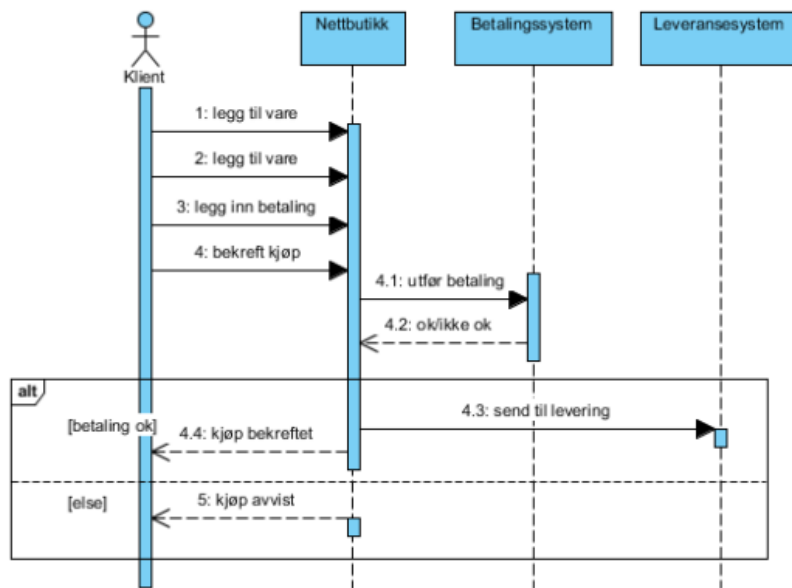 Nettbutikk
Betalingssystem
Leveransesystem
Klient
1: legg til vare
2: legg til vare
3: legg inn betaling
4: bekreft kjøp
4.1: utfør betaling
4.2: ok/ikke ok
alt
[betaling ok]
4.3: send til levering
4.4: kjøp bekreftet
[else]
5: kjøp avvist